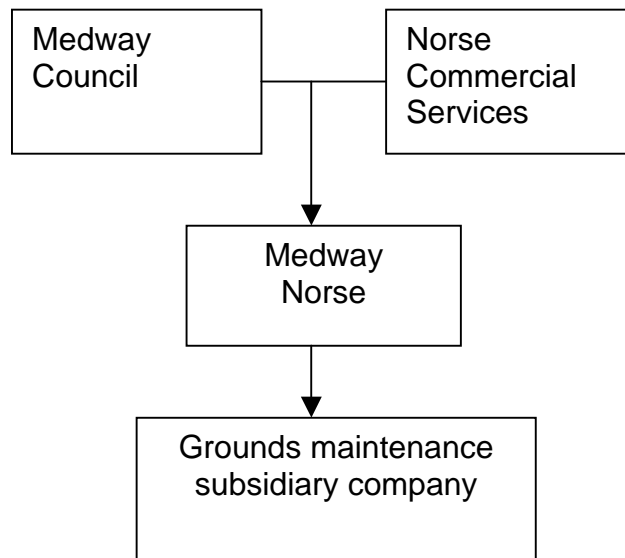 Medway
Council
Norse
Commercial
Services
Medway
Norse
Grounds maintenance
subsidiary company